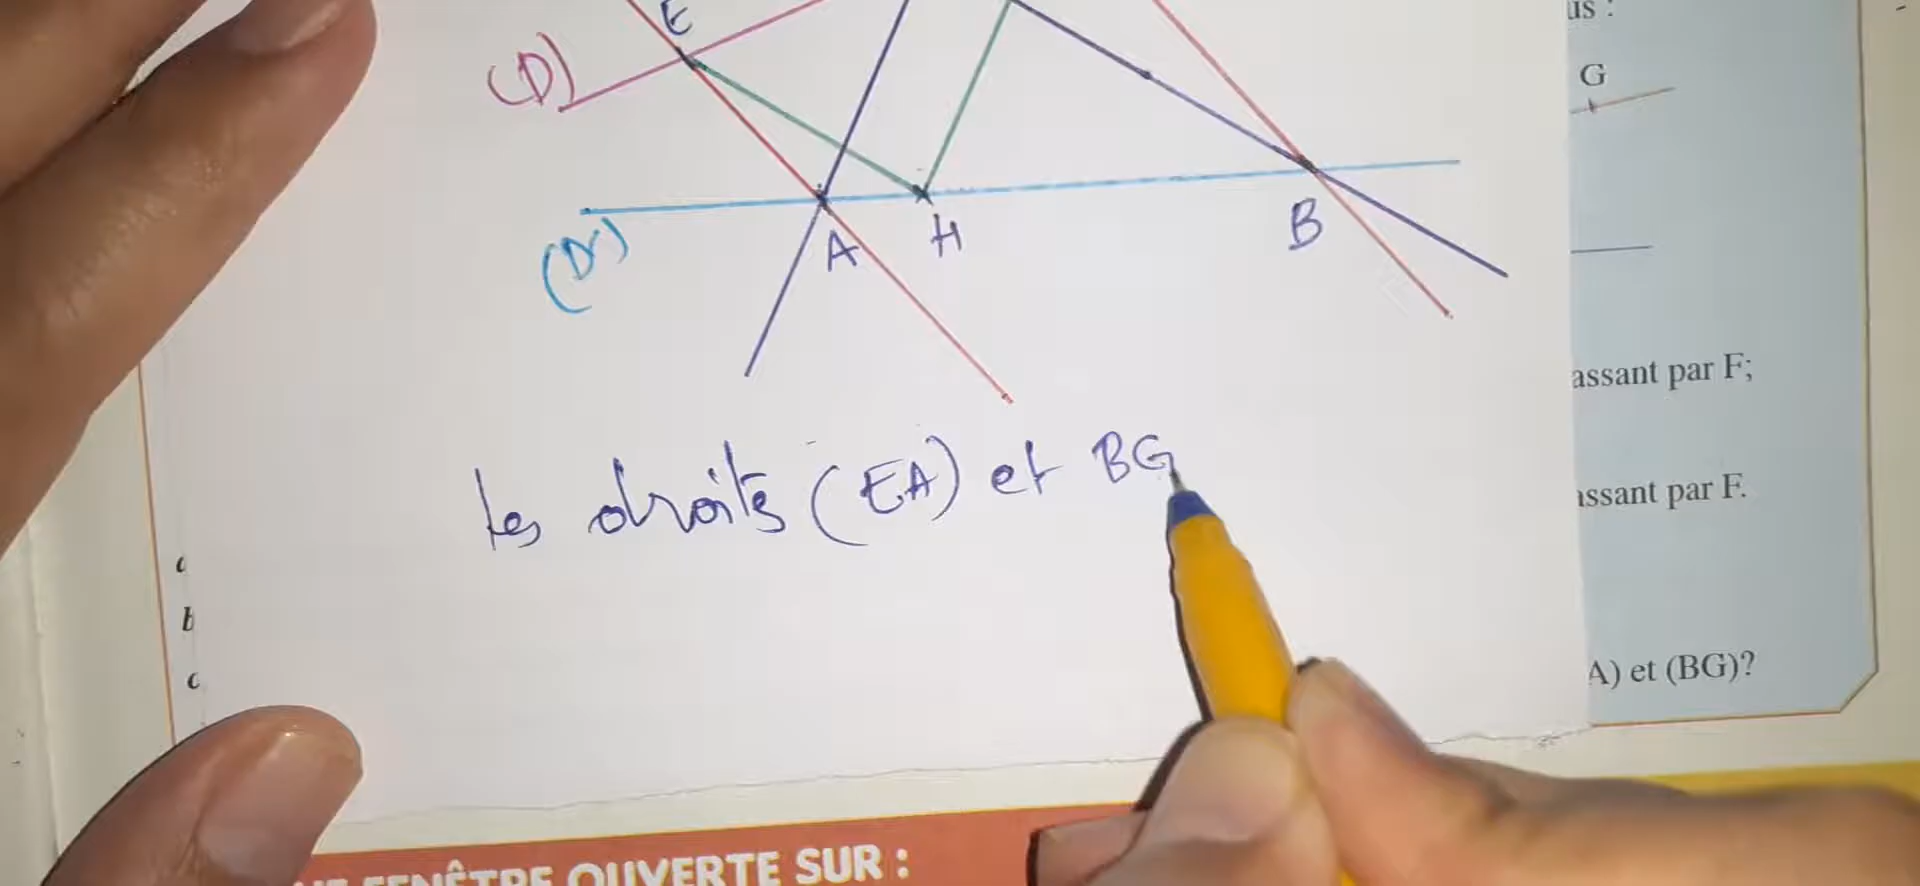 us :
E
(D)
G
(D')
A
H
B
assant par F;
les droits (EA) et BG
assant par F.
a
b
c
A) et (BG)?
FENÊTRE OUVERTE SUR :